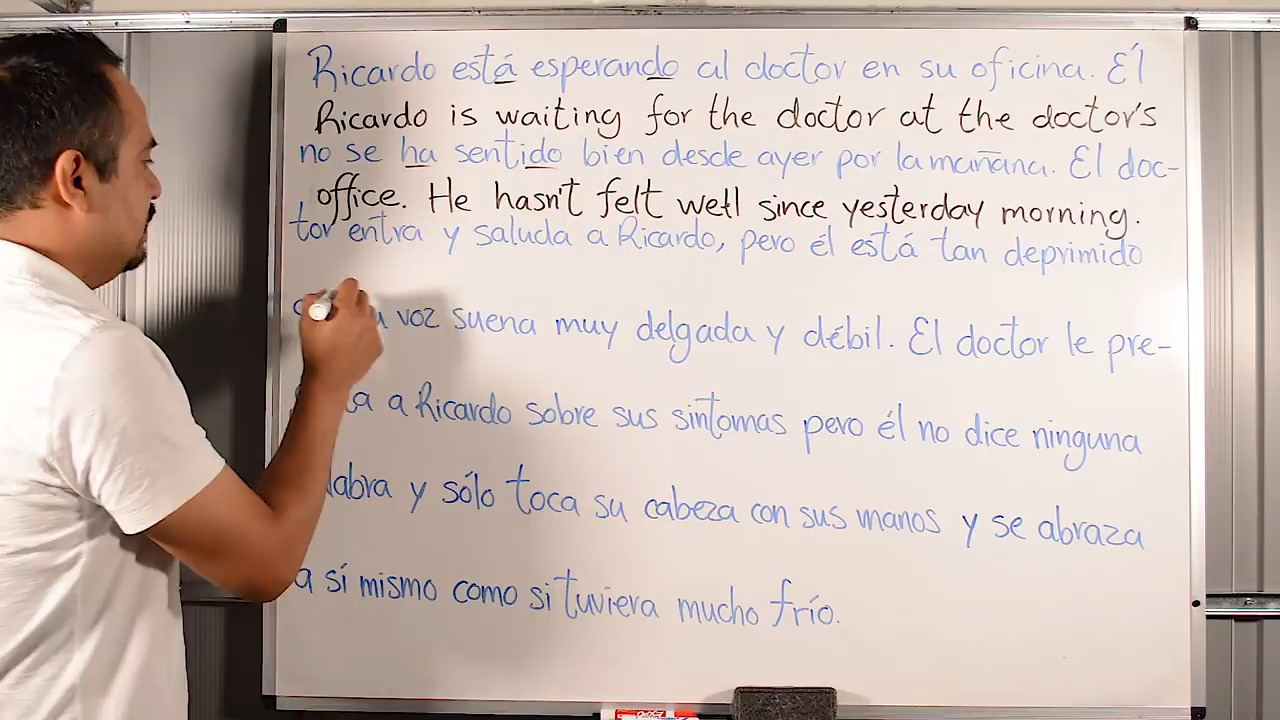 Ricardo está esperando al doctor en su oficina. Él
Ricardo is waiting for the doctor at the doctor's
no se ha sentido bien desde ayer por la mañana. El doc-
office. He hasn't felt well since yesterday morning.
tor entra y saluda a Ricardo, pero él está tan deprimido
voz suena muy delgada y débil. El doctor le pre-
a Ricardo sobre sus sintomas pero él no dice ninguna
y sólo toca su cabeza con sus manos y se abraza
a sí mismo como si tuviera mucho frío.